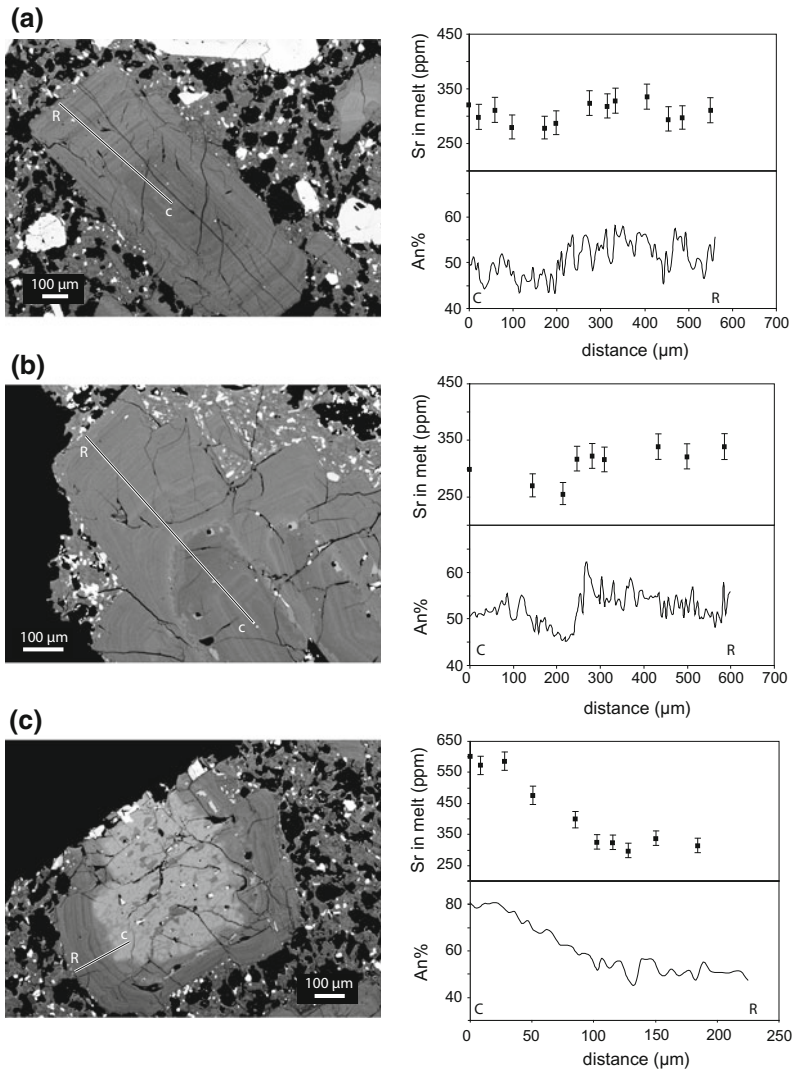 (a)
R
c
100 µm
Sr in melt (ppm)
450
350
250
An%
60
50
40
C
R
0 100 200 300 400 500 600 700
distance (µm)
(b)
R
c
100 µm
Sr in melt (ppm)
450
350
250
An%
60
50
40
C
R
0 100 200 300 400 500 600 700
distance (µm)
(c)
R
c
100 µm
Sr in melt (ppm)
650
550
450
350
250
An%
80
60
40
C
R
0 50 100 150 200 250
distance (µm)